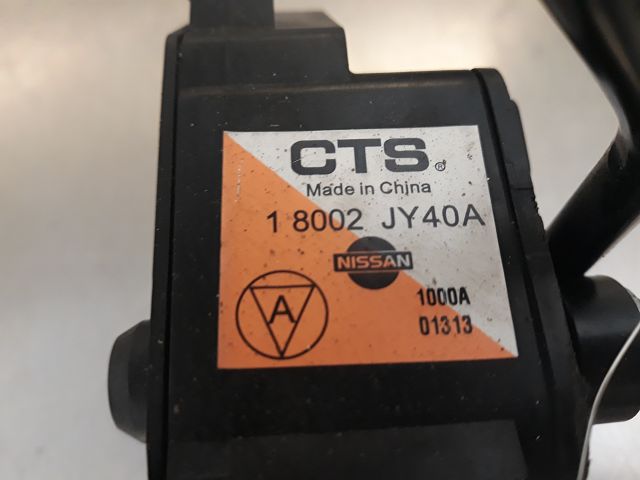 CTS®
Made in China
1 8002 JY40A
NISSAN
A
1000A
01313